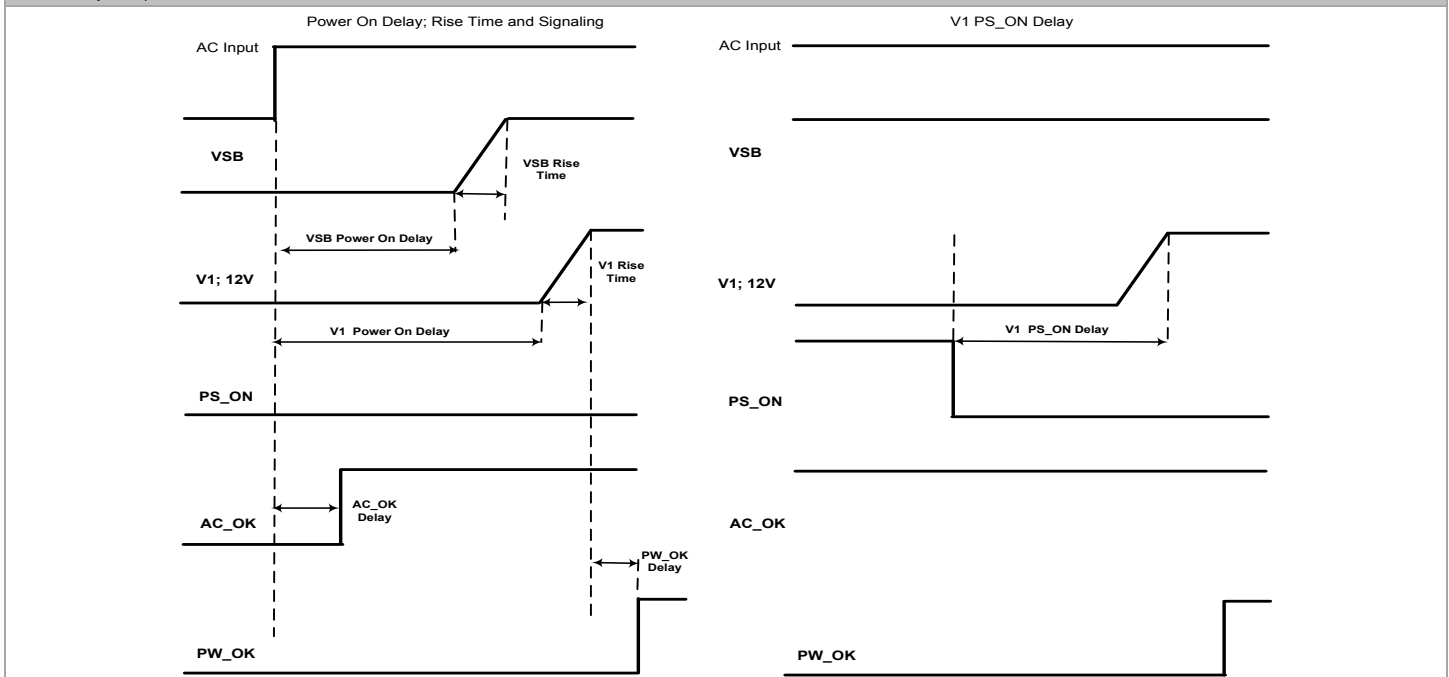 Power On Delay; Rise Time and Signaling
AC Input
VSB
VSB Rise
Time
VSB Power On Delay
V1; 12V
V1 Rise
Time
V1 Power On Delay
PS_ON
AC_OK
AC_OK
Delay
PW_OK
Delay
PW_OK
V1 PS_ON Delay
AC Input
VSB
V1; 12V
V1 PS_ON Delay
PS_ON
AC_OK
PW_OK